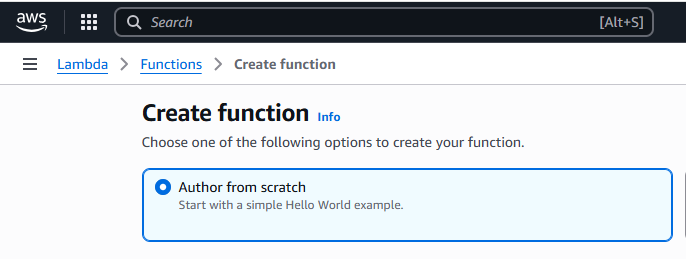 aws
Search [Alt+S]
Lambda Functions Create function
Create function Info
Choose one of the following options to create your function.
Author from scratch
Start with a simple Hello World example.